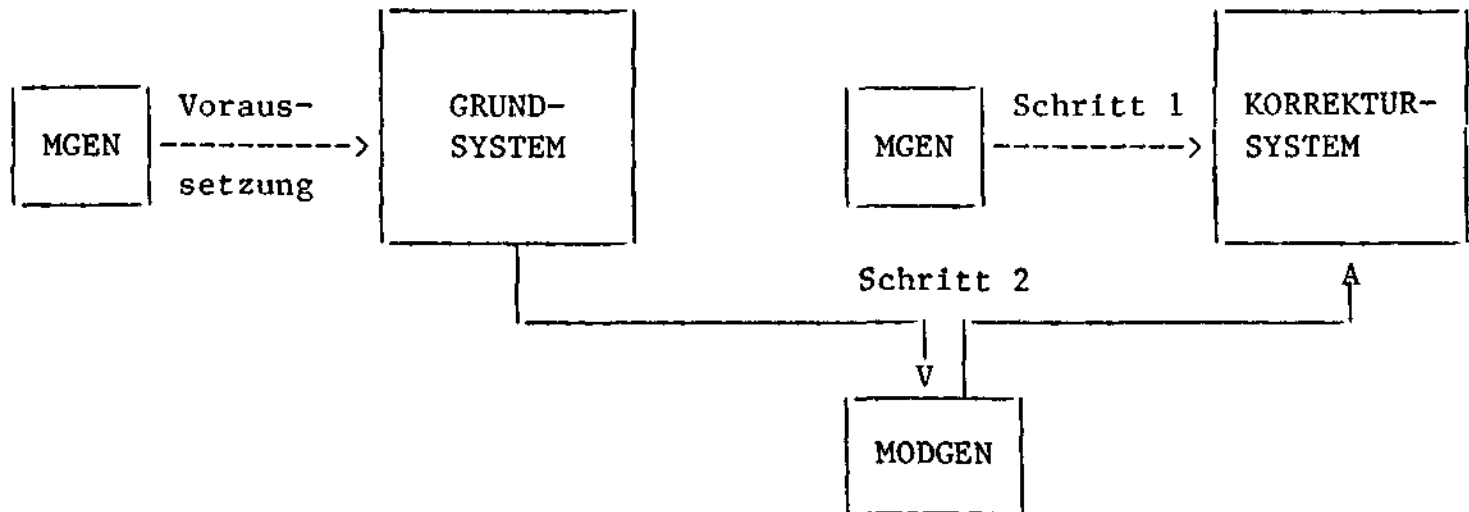 Voraus-
MGEN
setzung
GRUND-
SYSTEM
MGEN
Schritt 1
KORREKTUR-
SYSTEM
Schritt 2
A
V
MODGEN